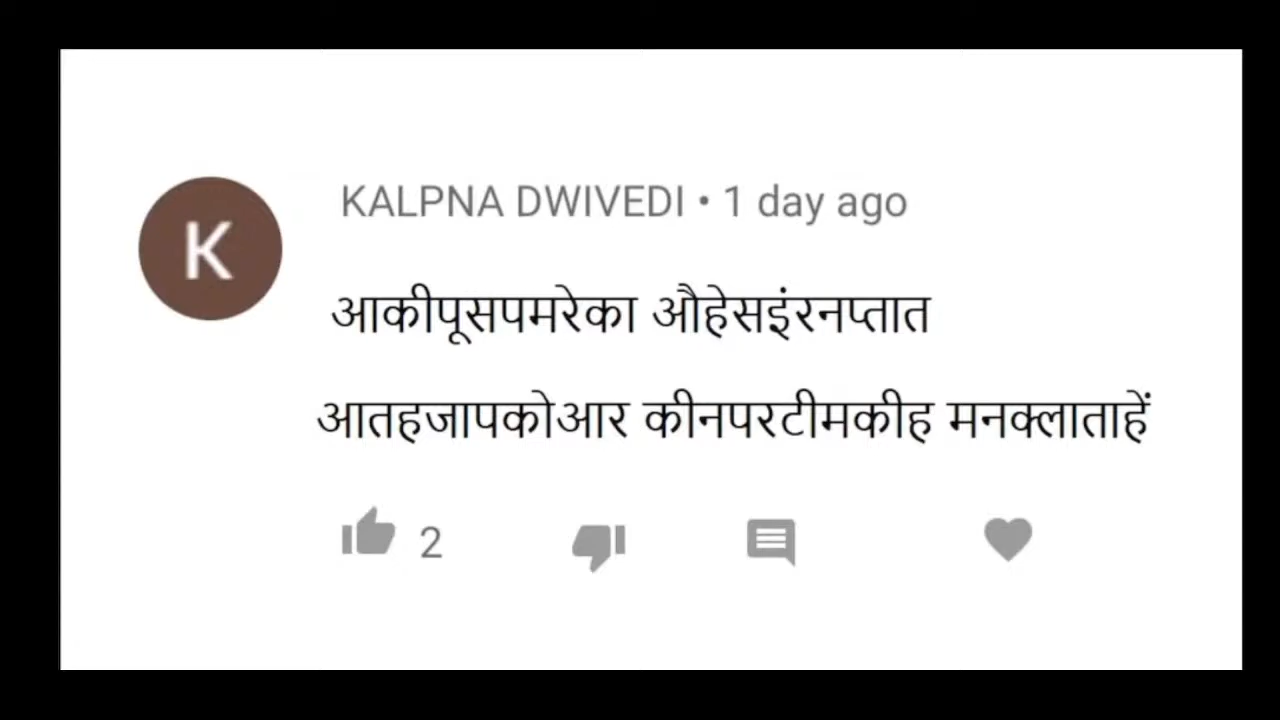 K
KALPNA DWIVEDI • 1 day ago
आकीपूसपमरेका औहेसइंरनप्तात
आतहजापकोआर कीनपरटीमकीह मनक्लाताहें
2